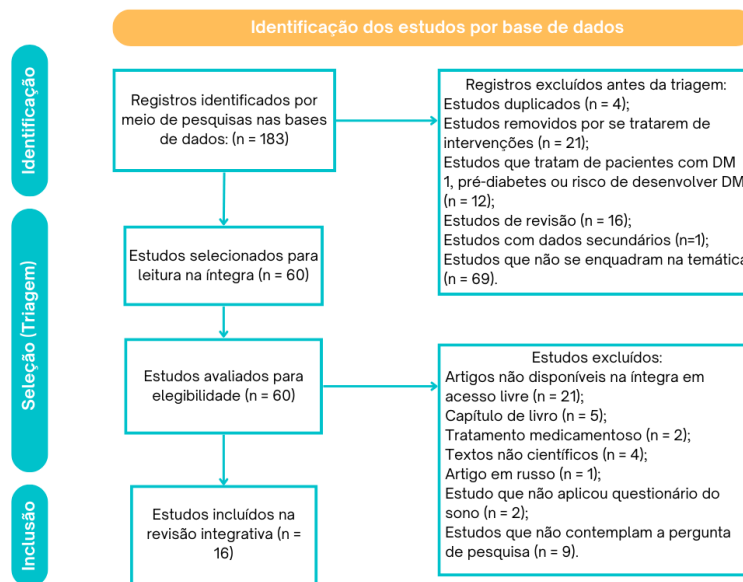 Identificação dos estudos por base de dados
Identificação
Registros identificados por
meio de pesquisas nas bases
de dados: (n = 183)
Registros excluídos antes da triagem:
Estudos duplicados (n = 4);
Estudos removidos por se tratarem de
intervenções (n = 21);
Estudos que tratam de pacientes com DM
1, pré-diabetes ou risco de desenvolver DM
(n = 12);
Estudos de revisão (n = 16);
Estudos com dados secundários (n=1);
Estudos que não se enquadram na temática
(n = 69).
Seleção (Triagem)
Estudos selecionados para
leitura na íntegra (n = 60)
Estudos avaliados para
elegibilidade (n = 60)
Estudos excluídos:
Artigos não disponíveis na íntegra em
acesso livre (n = 21);
Capítulo de livro (n = 5);
Tratamento medicamentoso (n = 2);
Textos não científicos (n = 4);
Artigo em russo (n = 1);
Estudo que não aplicou questionário do
sono (n = 2);
Estudos que não contemplam a pergunta
de pesquisa (n = 9).
Inclusão
Estudos incluídos na
revisão integrativa (n =
16)